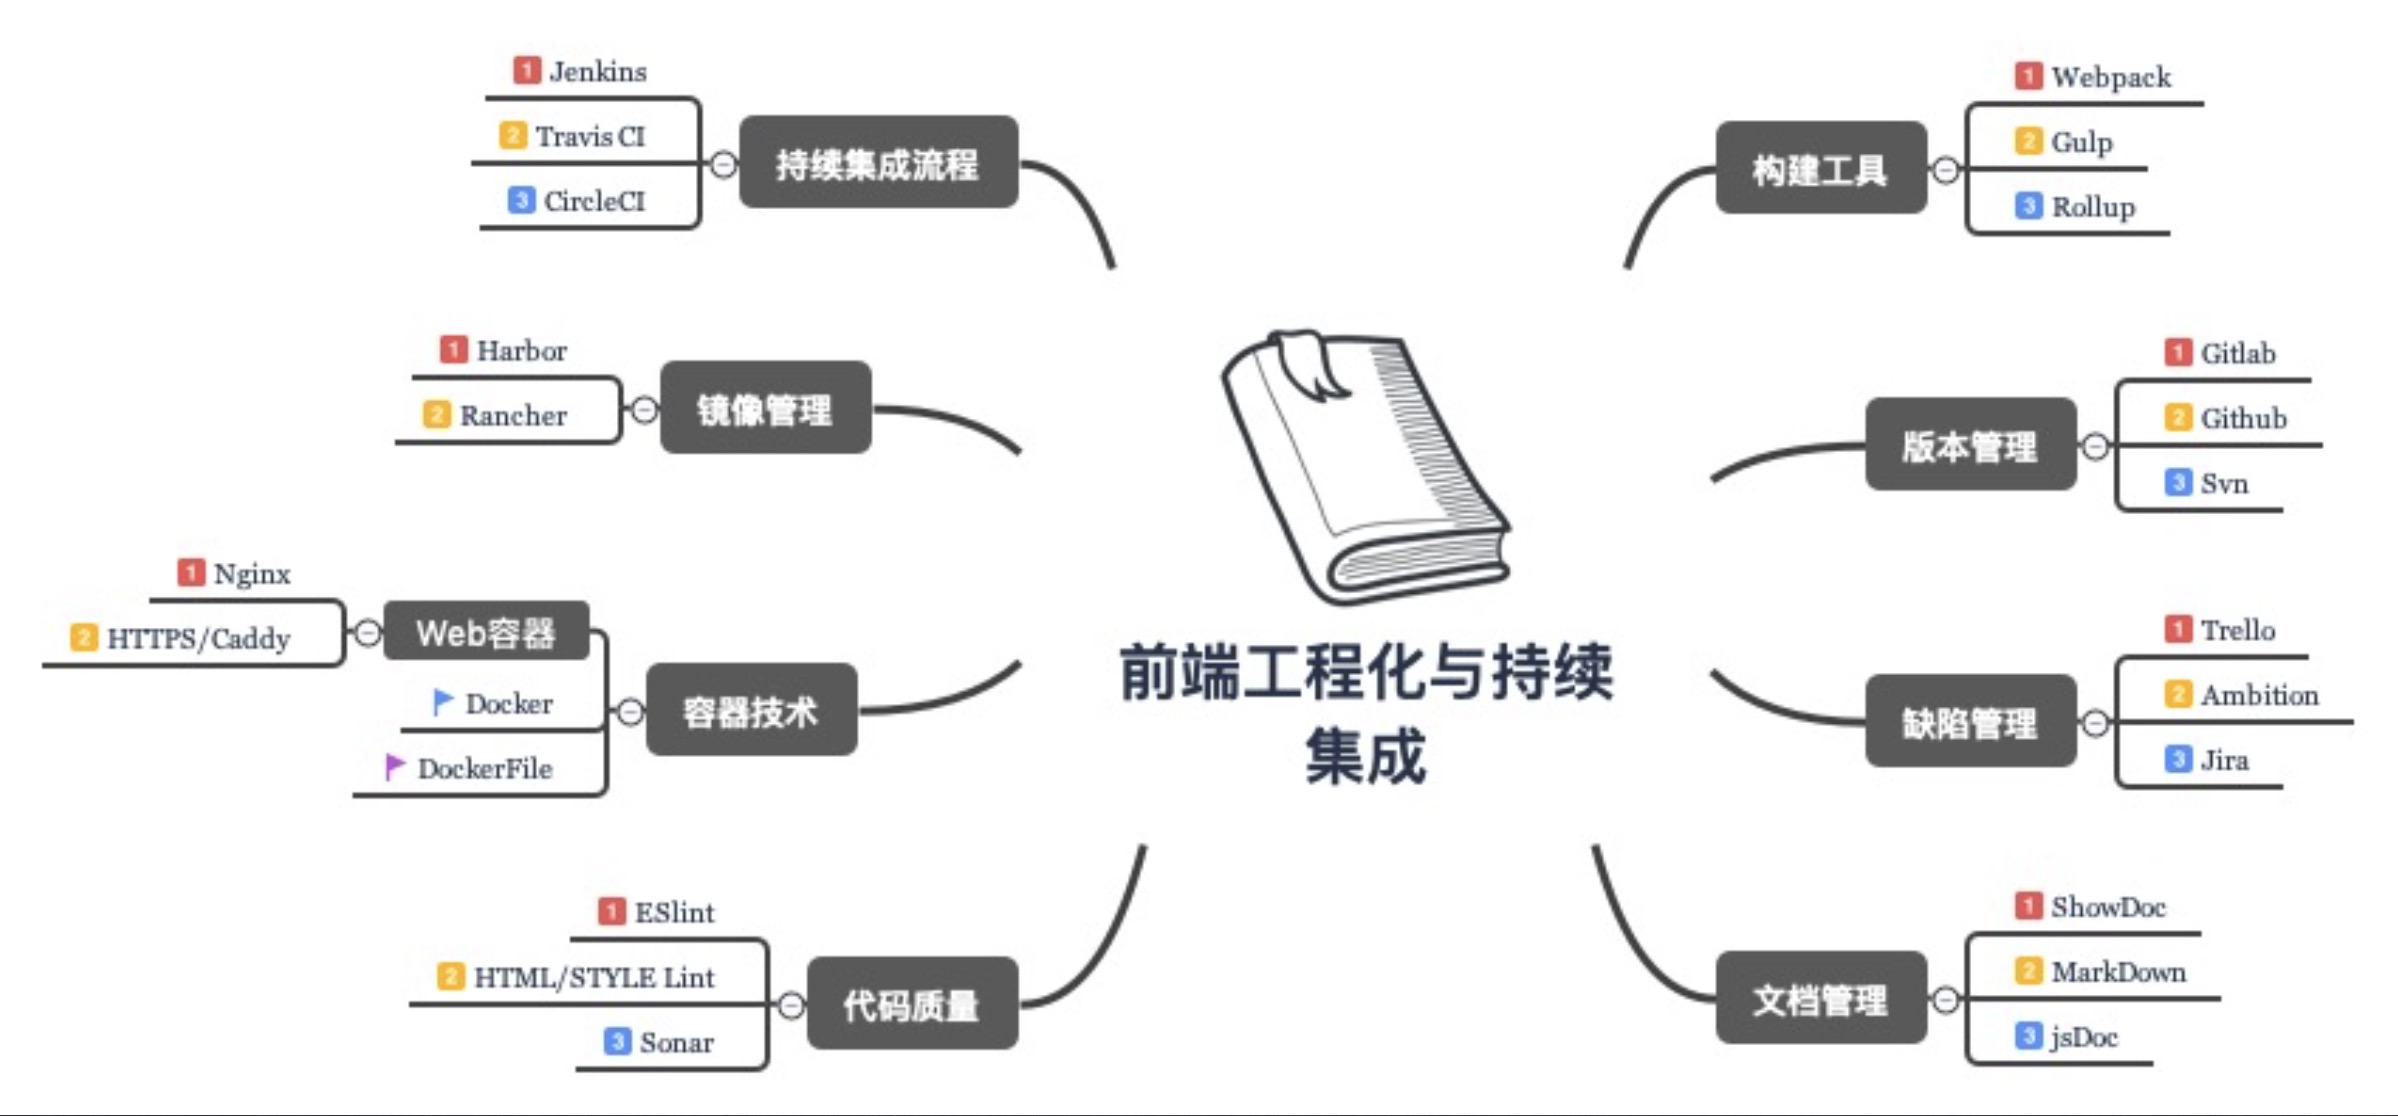 1 Jenkins
2 Travis CI
3 CircleCI
持续集成流程
1 Harbor
2 Rancher
镜像管理
1 Nginx
2 HTTPS/Caddy
Web容器
Docker
DockerFile
容器技术
1 ESlint
2 HTML/STYLE Lint
3 Sonar
代码质量
前端工程化与持续
集成
构建工具
1 Webpack
2 Gulp
3 Rollup
版本管理
1 Gitlab
2 Github
3 Svn
缺陷管理
1 Trello
2 Ambition
3 Jira
文档管理
1 ShowDoc
2 MarkDown
3 jsDoc